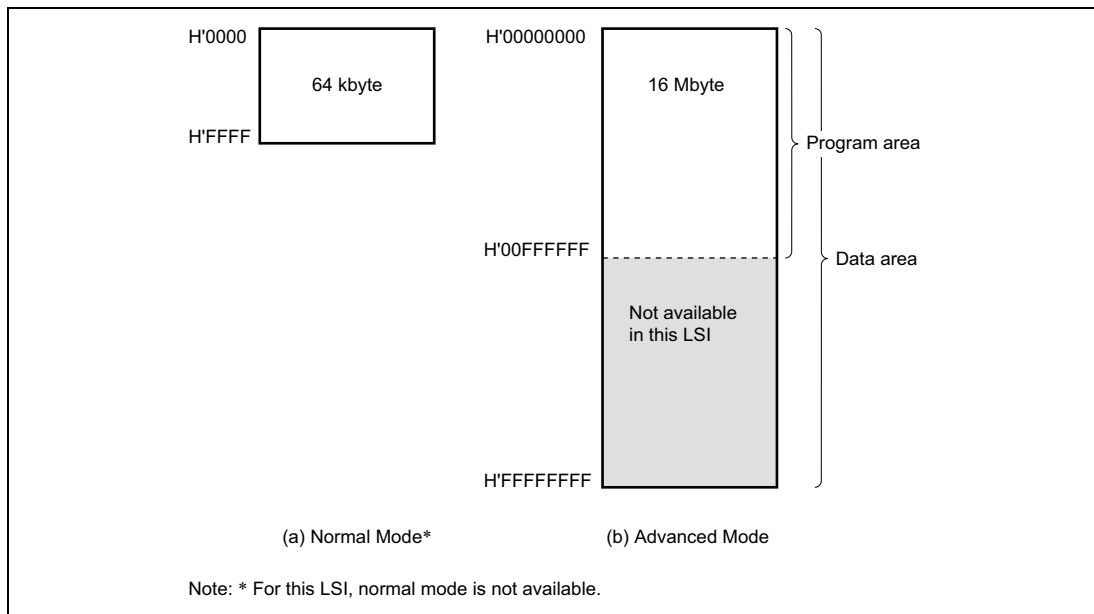 H'0000
64 kbyte
H'FFFF
(a) Normal Mode*
H'00000000
16 Mbyte
Program area
H'00FFFFFF
Data area
Not available
in this LSI
H'FFFFFFFF
(b) Advanced Mode
Note: * For this LSI, normal mode is not available.